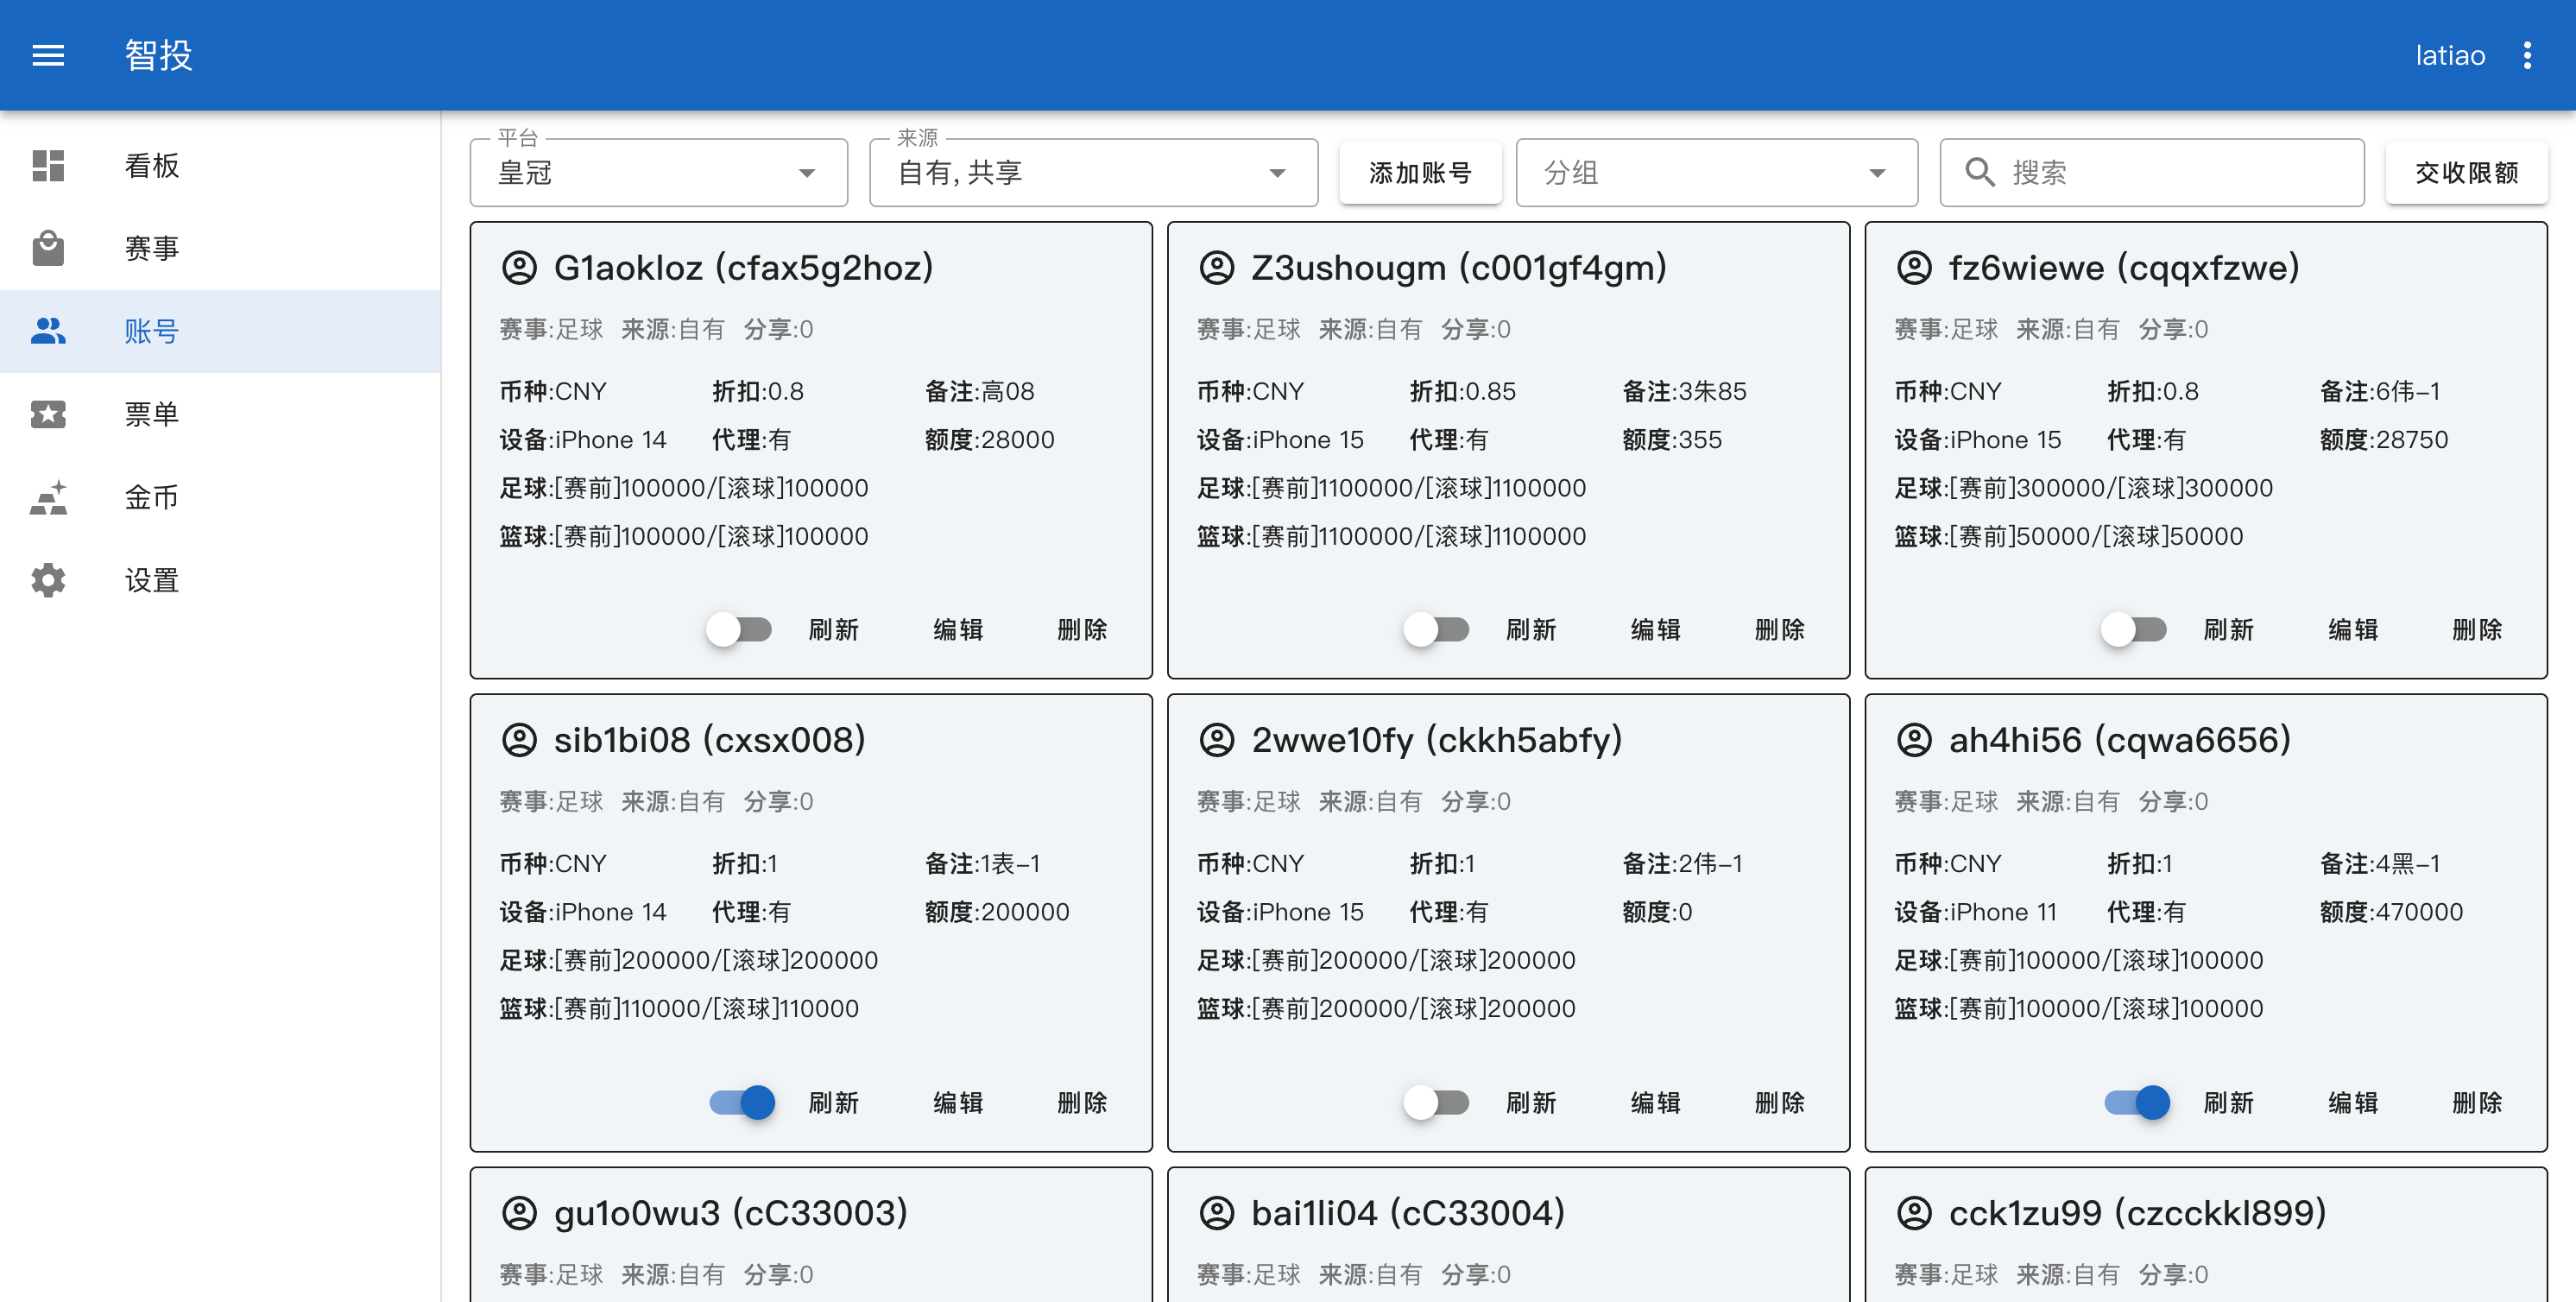 智投
latiao
看板
赛事
账号
票单
金币
设置
平台
皇冠
来源
自有, 共享
添加账号
分组
搜索
交收限额
G1aokloz (cfax5g2hoz)
赛事:足球 来源:自有 分享:0
币种:CNY 折扣:0.8 备注:高08
设备:iPhone 14 代理:有 额度:28000
足球:[赛前]100000/[滚球]100000
篮球:[赛前]100000/[滚球]100000
刷新 编辑 删除
Z3ushougm (c001gf4gm)
赛事:足球 来源:自有 分享:0
币种:CNY 折扣:0.85 备注:3朱85
设备:iPhone 15 代理:有 额度:355
足球:[赛前]1100000/[滚球]1100000
篮球:[赛前]1100000/[滚球]1100000
刷新 编辑 删除
fz6wiewe (cqqxfzwe)
赛事:足球 来源:自有 分享:0
币种:CNY 折扣:0.8 备注:6伟-1
设备:iPhone 15 代理:有 额度:28750
足球:[赛前]300000/[滚球]300000
篮球:[赛前]50000/[滚球]50000
刷新 编辑 删除
sib1bi08 (cxsx008)
赛事:足球 来源:自有 分享:0
币种:CNY 折扣:1 备注:1表-1
设备:iPhone 14 代理:有 额度:200000
足球:[赛前]200000/[滚球]200000
篮球:[赛前]110000/[滚球]110000
刷新 编辑 删除
2wwe10fy (ckkh5abfy)
赛事:足球 来源:自有 分享:0
币种:CNY 折扣:1 备注:2伟-1
设备:iPhone 15 代理:有 额度:0
足球:[赛前]200000/[滚球]200000
篮球:[赛前]200000/[滚球]200000
刷新 编辑 删除
ah4hi56 (cqwa6656)
赛事:足球 来源:自有 分享:0
币种:CNY 折扣:1 备注:4黑-1
设备:iPhone 11 代理:有 额度:470000
足球:[赛前]100000/[滚球]100000
篮球:[赛前]100000/[滚球]100000
刷新 编辑 删除
gu1o0wu3 (cC33003)
赛事:足球 来源:自有 分享:0
bai1li04 (cC33004)
赛事:足球 来源:自有 分享:0
cck1zu99 (czcckkl899)
赛事:足球 来源:自有 分享:0